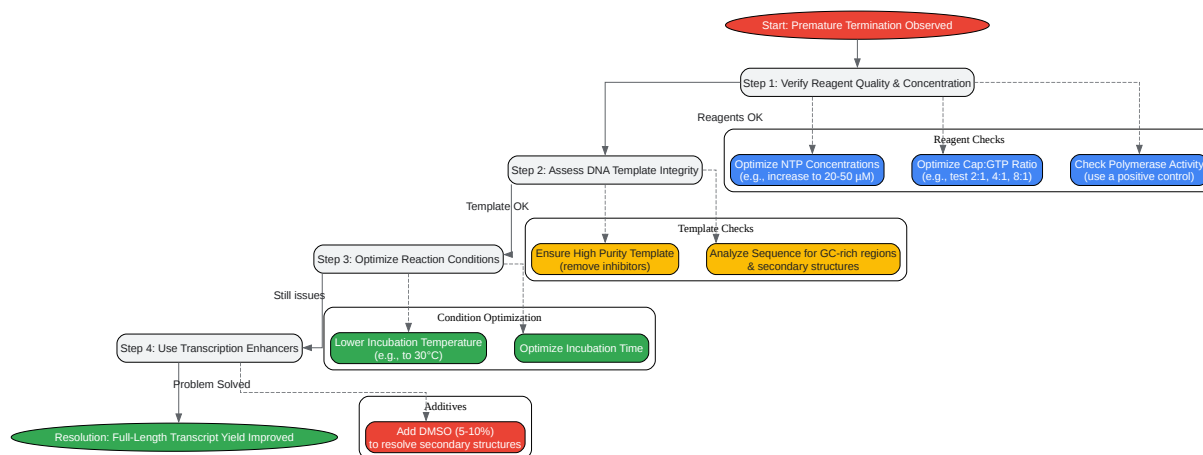 Start: Premature Termination Observed
Step 1: Verify Reagent Quality & Concentration
Reagents OK
Reagent Checks
Optimize NTP Concentrations
(e.g., increase to 20-50 µM)
Optimize Cap:GTP Ratio
(e.g., test 2:1, 4:1, 8:1)
Check Polymerase Activity
(use a positive control)
Step 2: Assess DNA Template Integrity
Template OK
Template Checks
Ensure High Purity Template
(remove inhibitors)
Analyze Sequence for GC-rich regions
& secondary structures
Step 3: Optimize Reaction Conditions
Still issues
Condition Optimization
Lower Incubation Temperature
(e.g., to 30°C)
Optimize Incubation Time
Step 4: Use Transcription Enhancers
Problem Solved
Additives
Add DMSO (5-10%)
to resolve secondary structures
Resolution: Full-Length Transcript Yield Improved